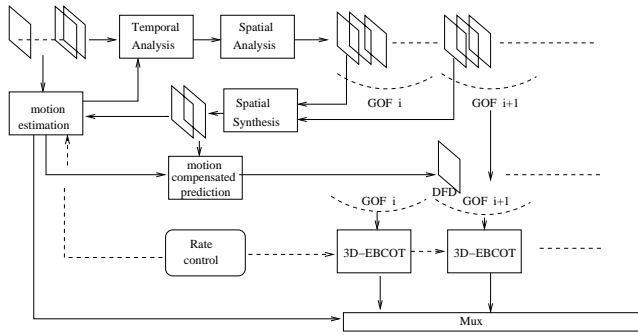 Temporal
Analysis
Spatial
Analysis
GOF i
GOF i+1
motion
estimation
Spatial
Synthesis
motion
compensated
prediction
DFD
GOF i
GOF i+1
Rate
control
3D-EBCOT
3D-EBCOT
Mux